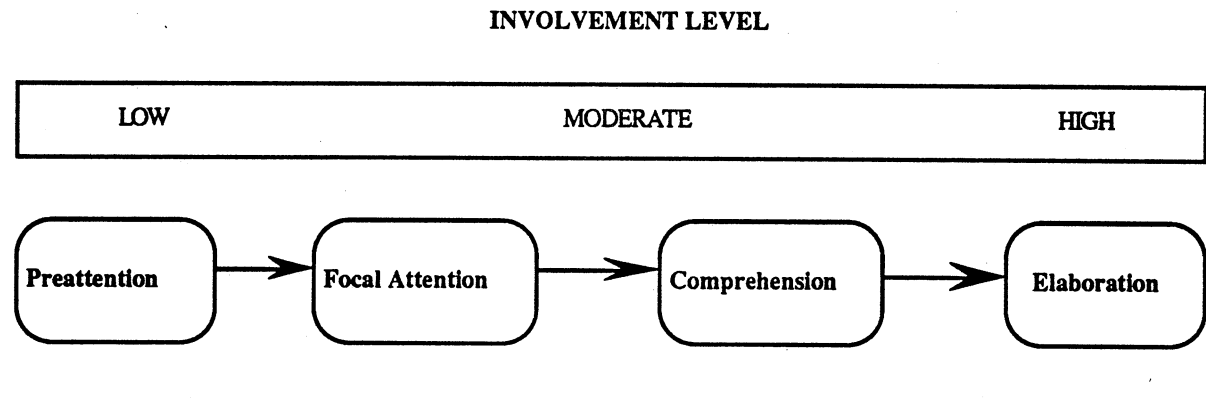 INVOLVEMENT LEVEL
LOW MODERATE HIGH
Preattention Focal Attention Comprehension Elaboration